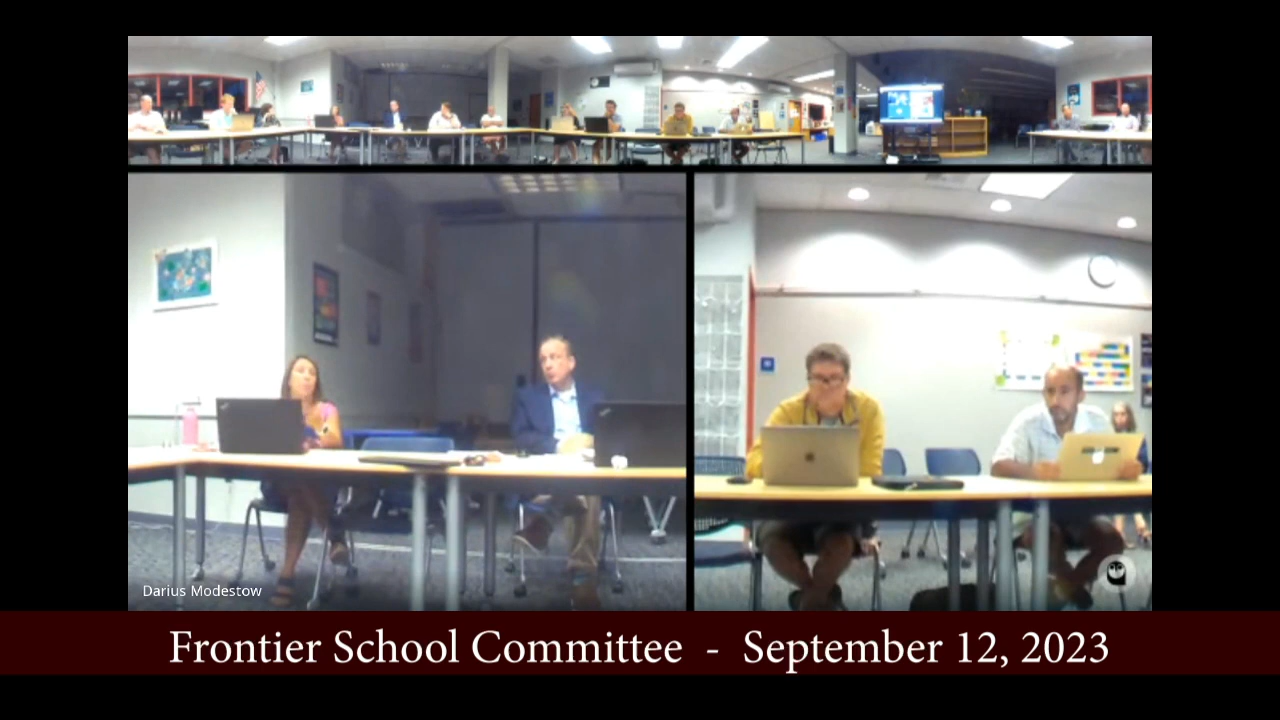 Darius Modestow
Frontier School Committee - September 12, 2023